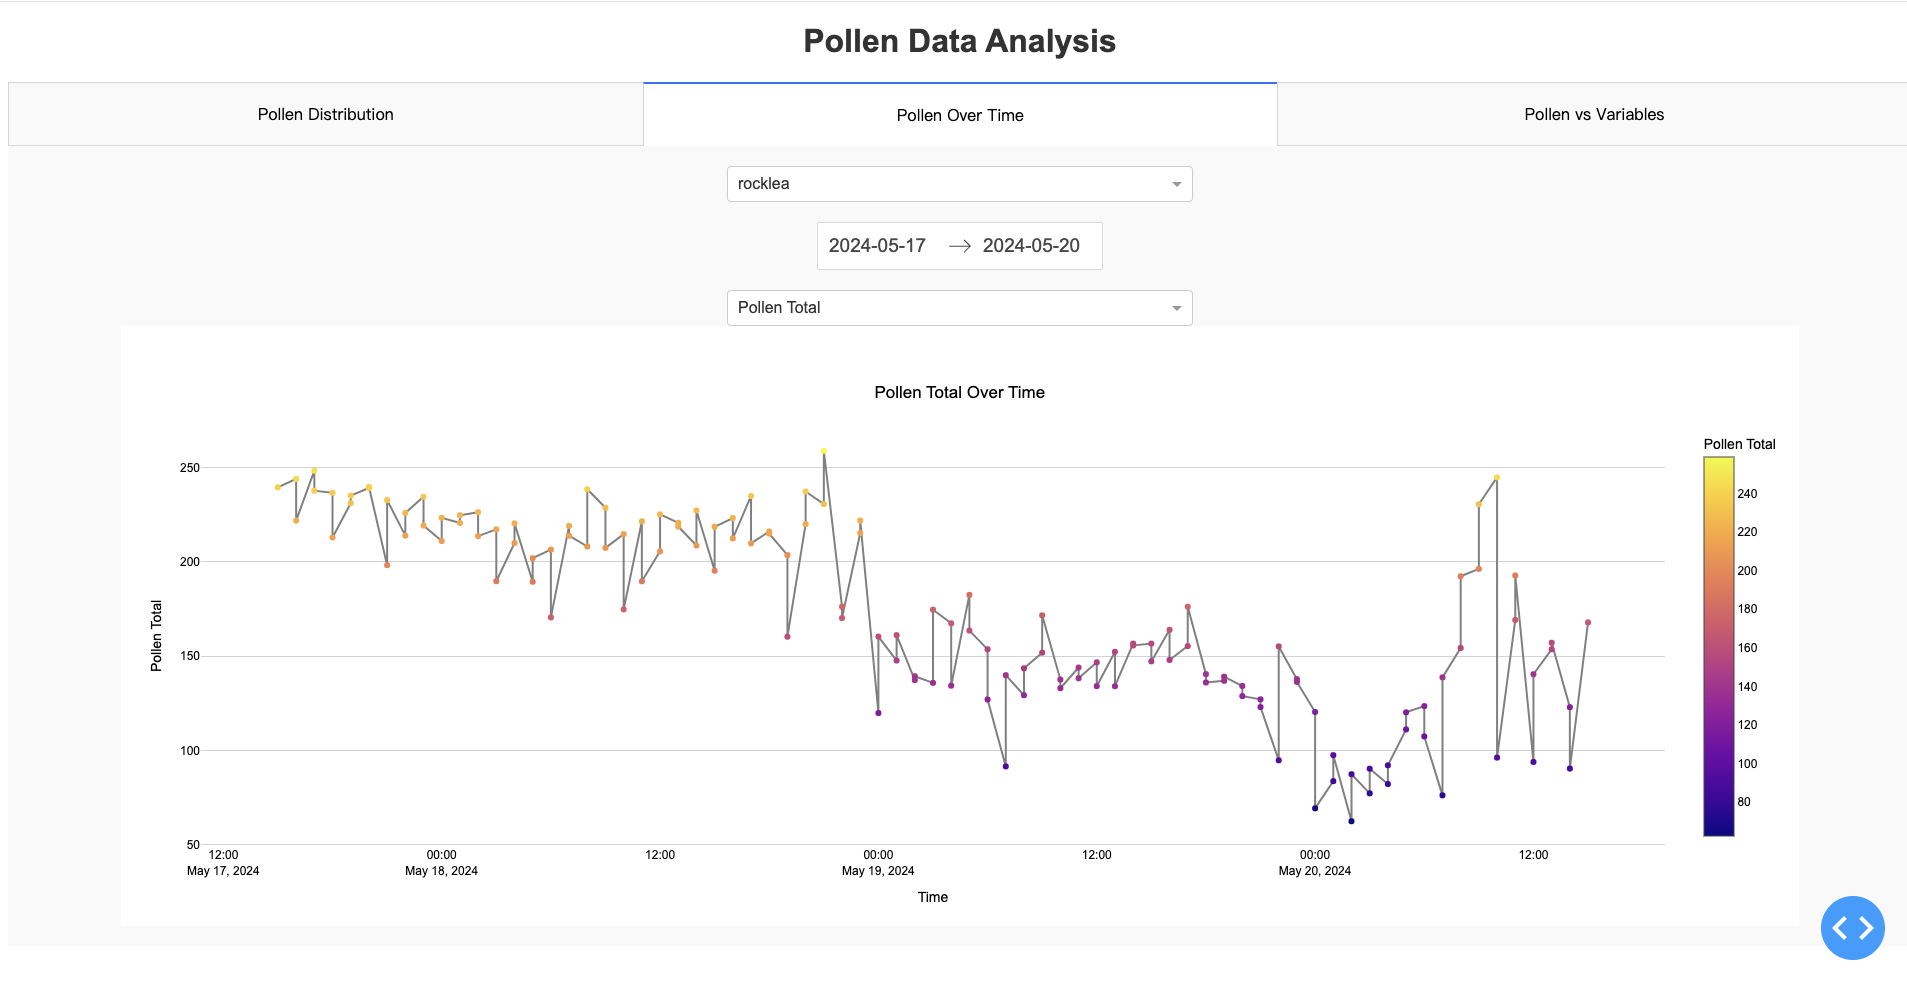 Pollen Data Analysis
Pollen Distribution
Pollen Over Time
Pollen vs Variables
rocklea
2024-05-17 → 2024-05-20
Pollen Total
Pollen Total Over Time
Pollen Total
250
200
150
100
50
Pollen Total
12:00
May 17, 2024
00:00
May 18, 2024
12:00
00:00
May 19, 2024
12:00
00:00
May 20, 2024
12:00
Time
240
220
200
180
160
140
120
100
80